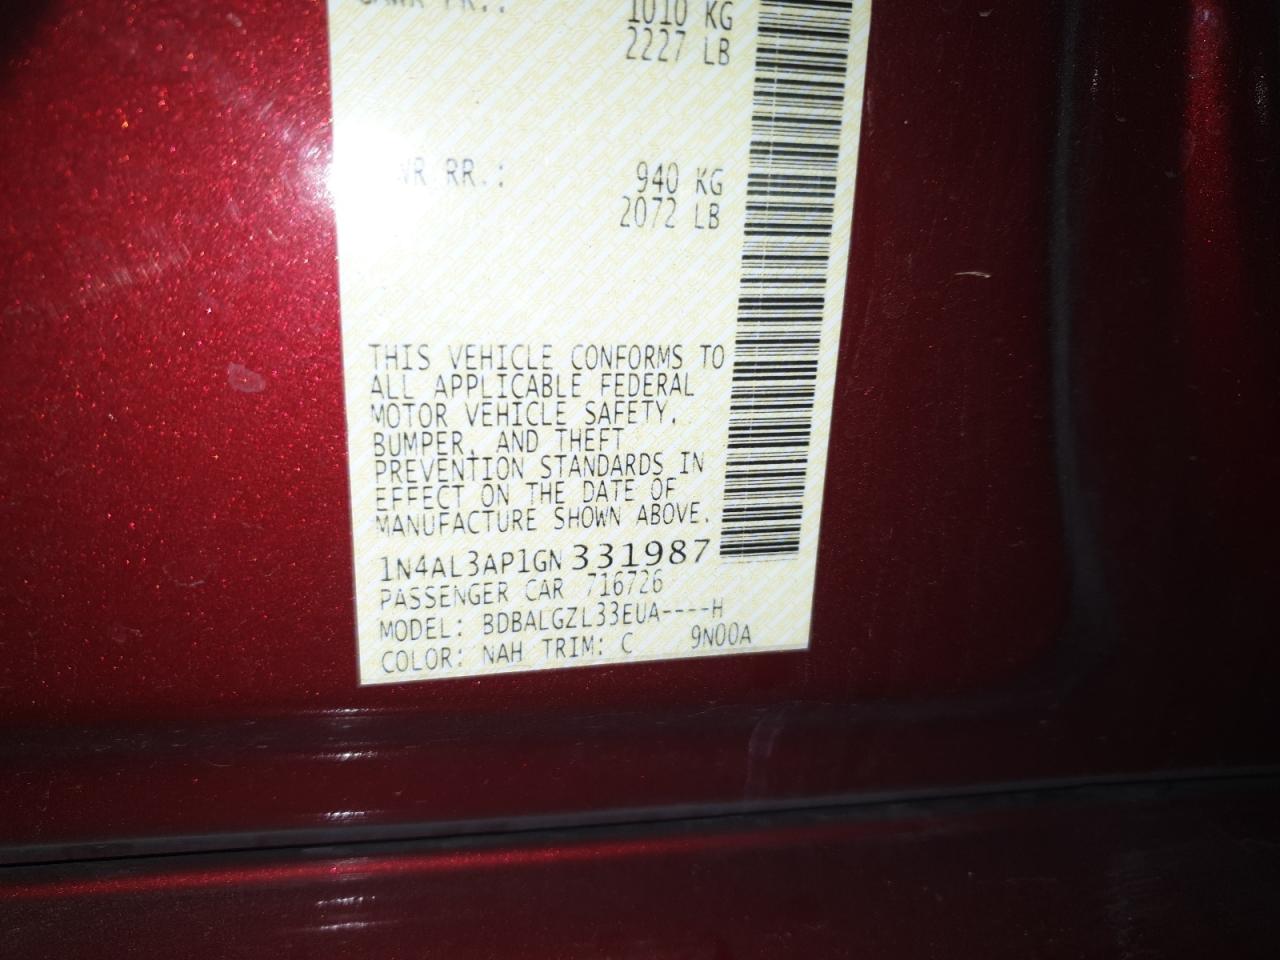 1010 KG
2227 LB
WR RR.: 940 KG
2072 LB
THIS VEHICLE CONFORMS TO
ALL APPLICABLE FEDERAL
MOTOR VEHICLE SAFETY,
BUMPER, AND THEFT
PREVENTION STANDARDS IN
EFFECT ON THE DATE OF
MANUFACTURE SHOWN ABOVE.
1N4AL3AP1GN331987
PASSENGER CAR 716726
MODEL: BDBALGZL33EUA----H
COLOR: NAH TRIM: C 9N00A